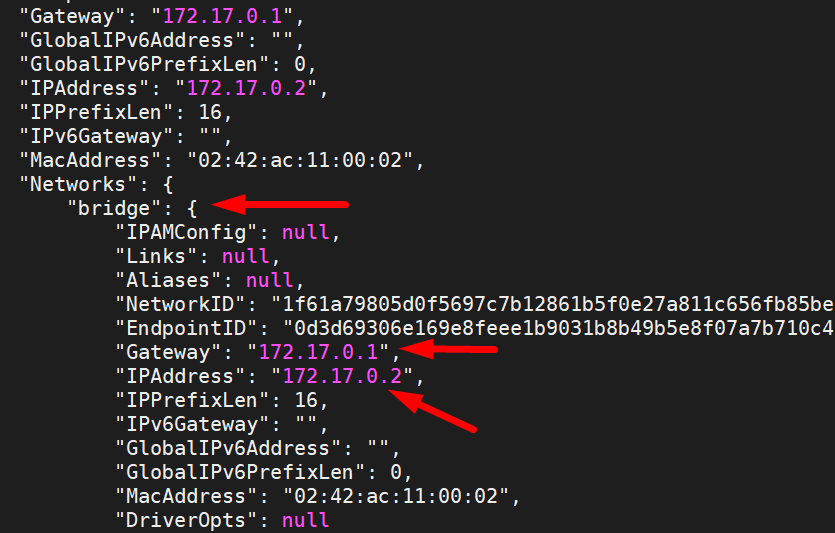 "Gateway": "172.17.0.1",
"GlobalIPv6Address": "",
"GlobalIPv6PrefixLen": 0,
"IPAddress": "172.17.0.2",
"IPPrefixLen": 16,
"IPv6Gateway": "",
"MacAddress": "02:42:ac:11:00:02",
"Networks": {
"bridge": {
"IPAMConfig": null,
"Links": null,
"Aliases": null,
"NetworkID": "1f61a79805d0f5697c7b12861b5f0e27a811c656fb85be
"EndpointID": "0d3d69306e169e8feee1b9031b8b49b5e8f07a7b710c4
"Gateway": "172.17.0.1",
"IPAddress": "172.17.0.2",
"IPPrefixLen": 16,
"IPv6Gateway": "",
"GlobalIPv6Address": "",
"GlobalIPv6PrefixLen": 0,
"MacAddress": "02:42:ac:11:00:02",
"DriverOpts": null